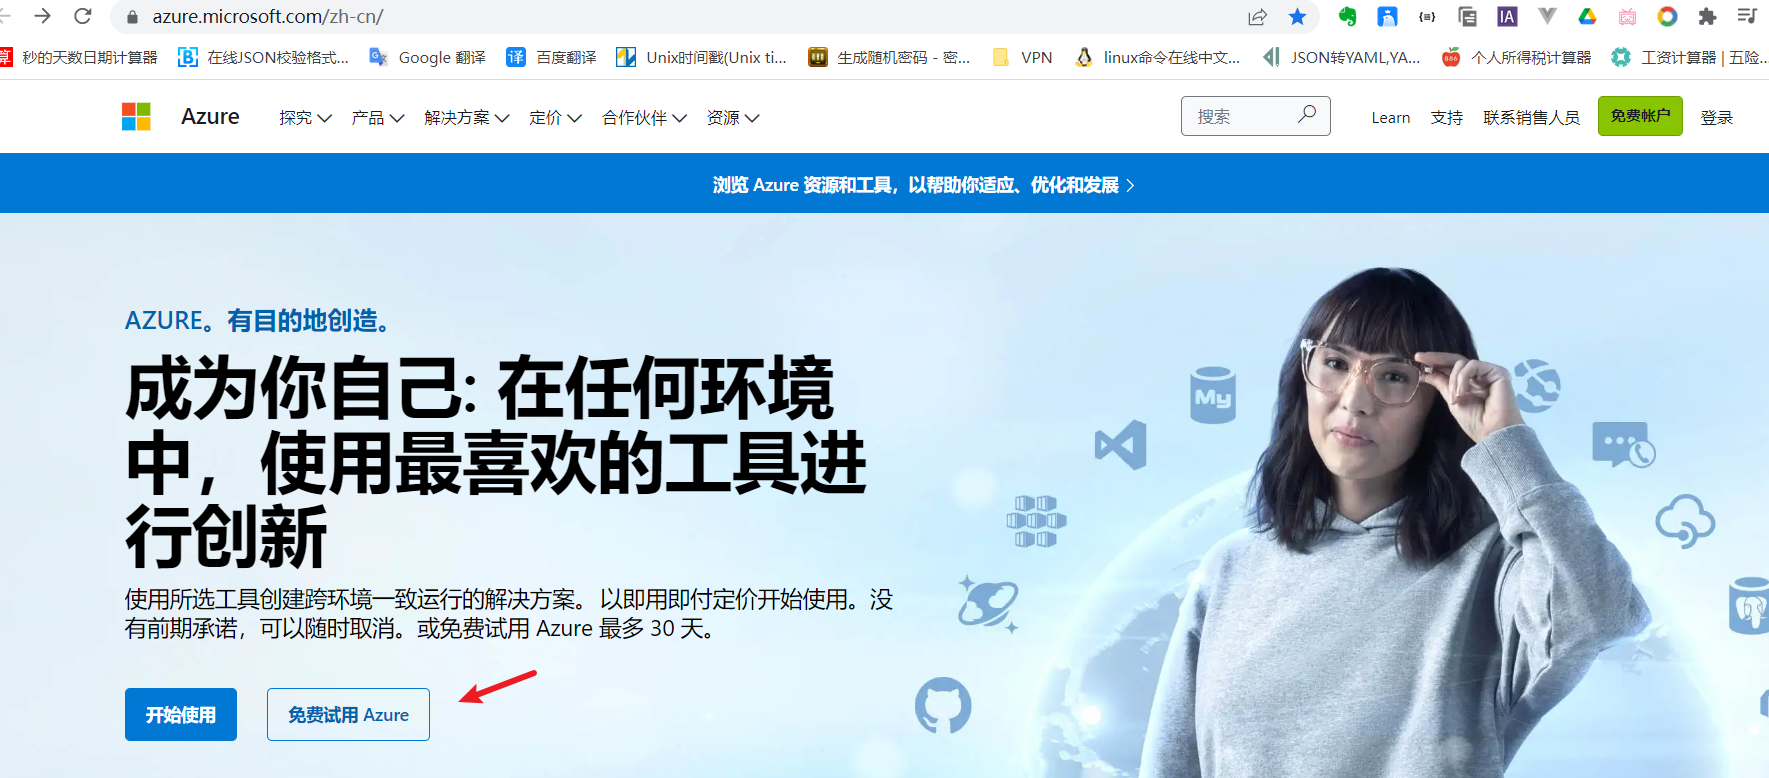 azure.microsoft.com/zh-cn/
IA
算 秒的天数日期计算器 在线JSON校验格式... Google 翻译 译 百度翻译 Unix时间戳(Unix ti... 生成随机密码 - 密... VPN linux命令在线中文... JSON转YAML,YA... 个人所得税计算器 工资计算器 | 五险...
Azure 探究 产品 解决方案 定价 合作伙伴 资源 搜索 Learn 支持 联系销售人员 免费帐户 登录
浏览 Azure 资源和工具，以帮助你适应、优化和发展
AZURE。有目的地创造。
成为你自己: 在任何环境
中，使用最喜欢的工具进
行创新
使用所选工具创建跨环境一致运行的解决方案。以即用即付定价开始使用。没
有前期承诺，可以随时取消。或免费试用 Azure 最多 30 天。
开始使用 免费试用 Azure
My